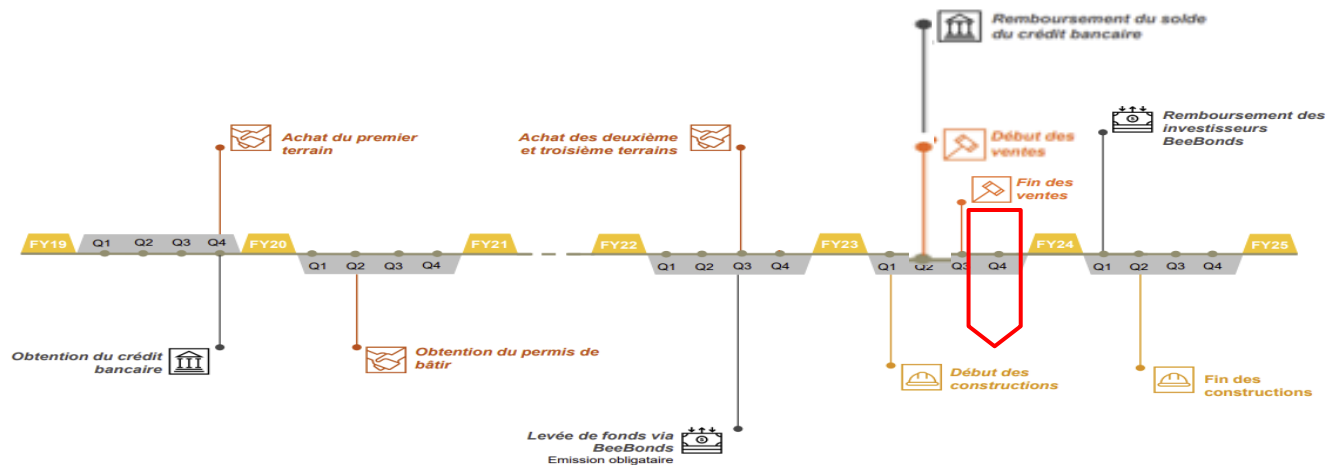 Remboursement du solde
du crédit bancaire
Achat du premier
terrain
Achat des deuxième
et troisième terrains
Début des
ventes
Remboursement des
investisseurs
BeeBonds
Fin des
ventes
FY19 Q1 Q2 Q3 Q4 FY20 FY21 FY22 FY23 FY24 FY25
Q1 Q2 Q3 Q4 Q1 Q2 Q3 Q4 Q1 Q2 Q3 Q4 Q1 Q2 Q3 Q4
Obtention du crédit
bancaire
Obtention du permis de
bâtir
Début des
constructions
Fin des
constructions
Levée de fonds via
BeeBonds
Emission obligataire